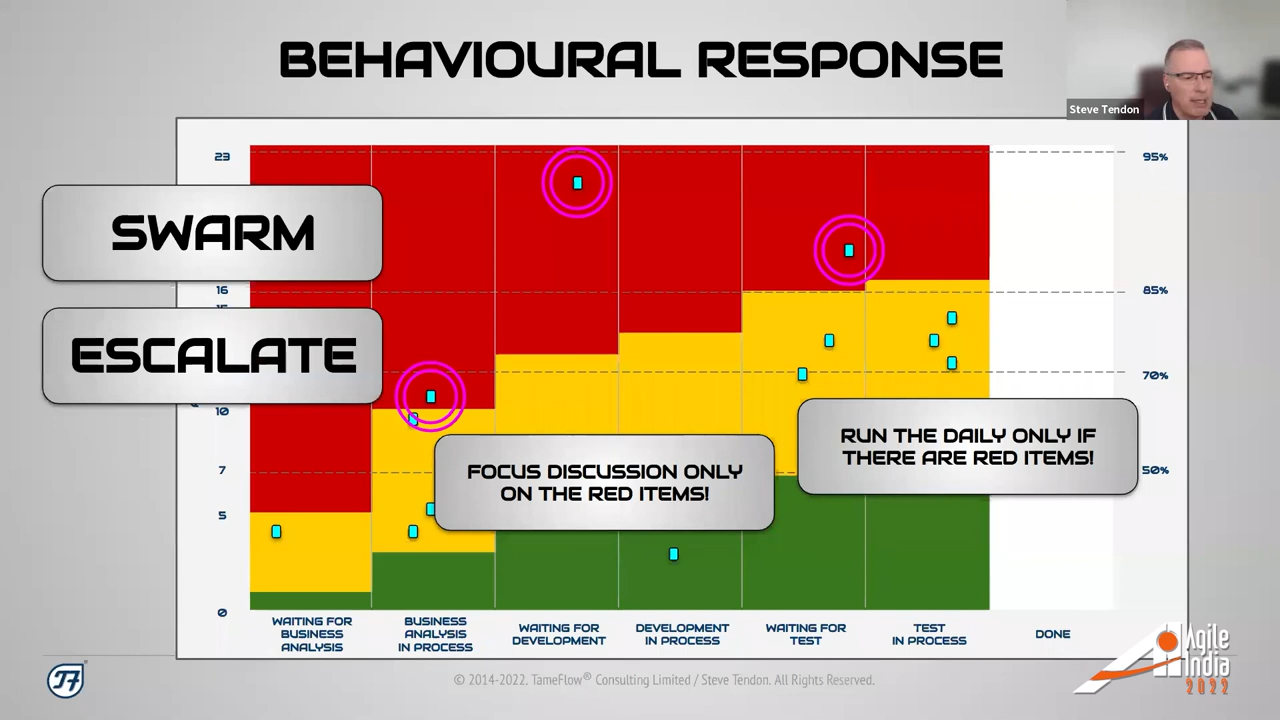 BEHAVIOURAL RESPONSE
Steve Tendon
23
95%
SWARM
16
85%
ESCALATE
70%
10
RUN THE DAILY ONLY IF
THERE ARE RED ITEMS!
FOCUS DISCUSSION ONLY
ON THE RED ITEMS!
7
50%
5
0
WAITING FOR
BUSINESS
ANALYSIS
BUSINESS
ANALYSIS
IN PROCESS
WAITING FOR
DEVELOPMENT
DEVELOPMENT
IN PROCESS
WAITING FOR
TEST
TEST
IN PROCESS
DONE
© 2014-2022, TameFlow® Consulting Limited / Steve Tendon. All Rights Reserved.
Agile
India
2022